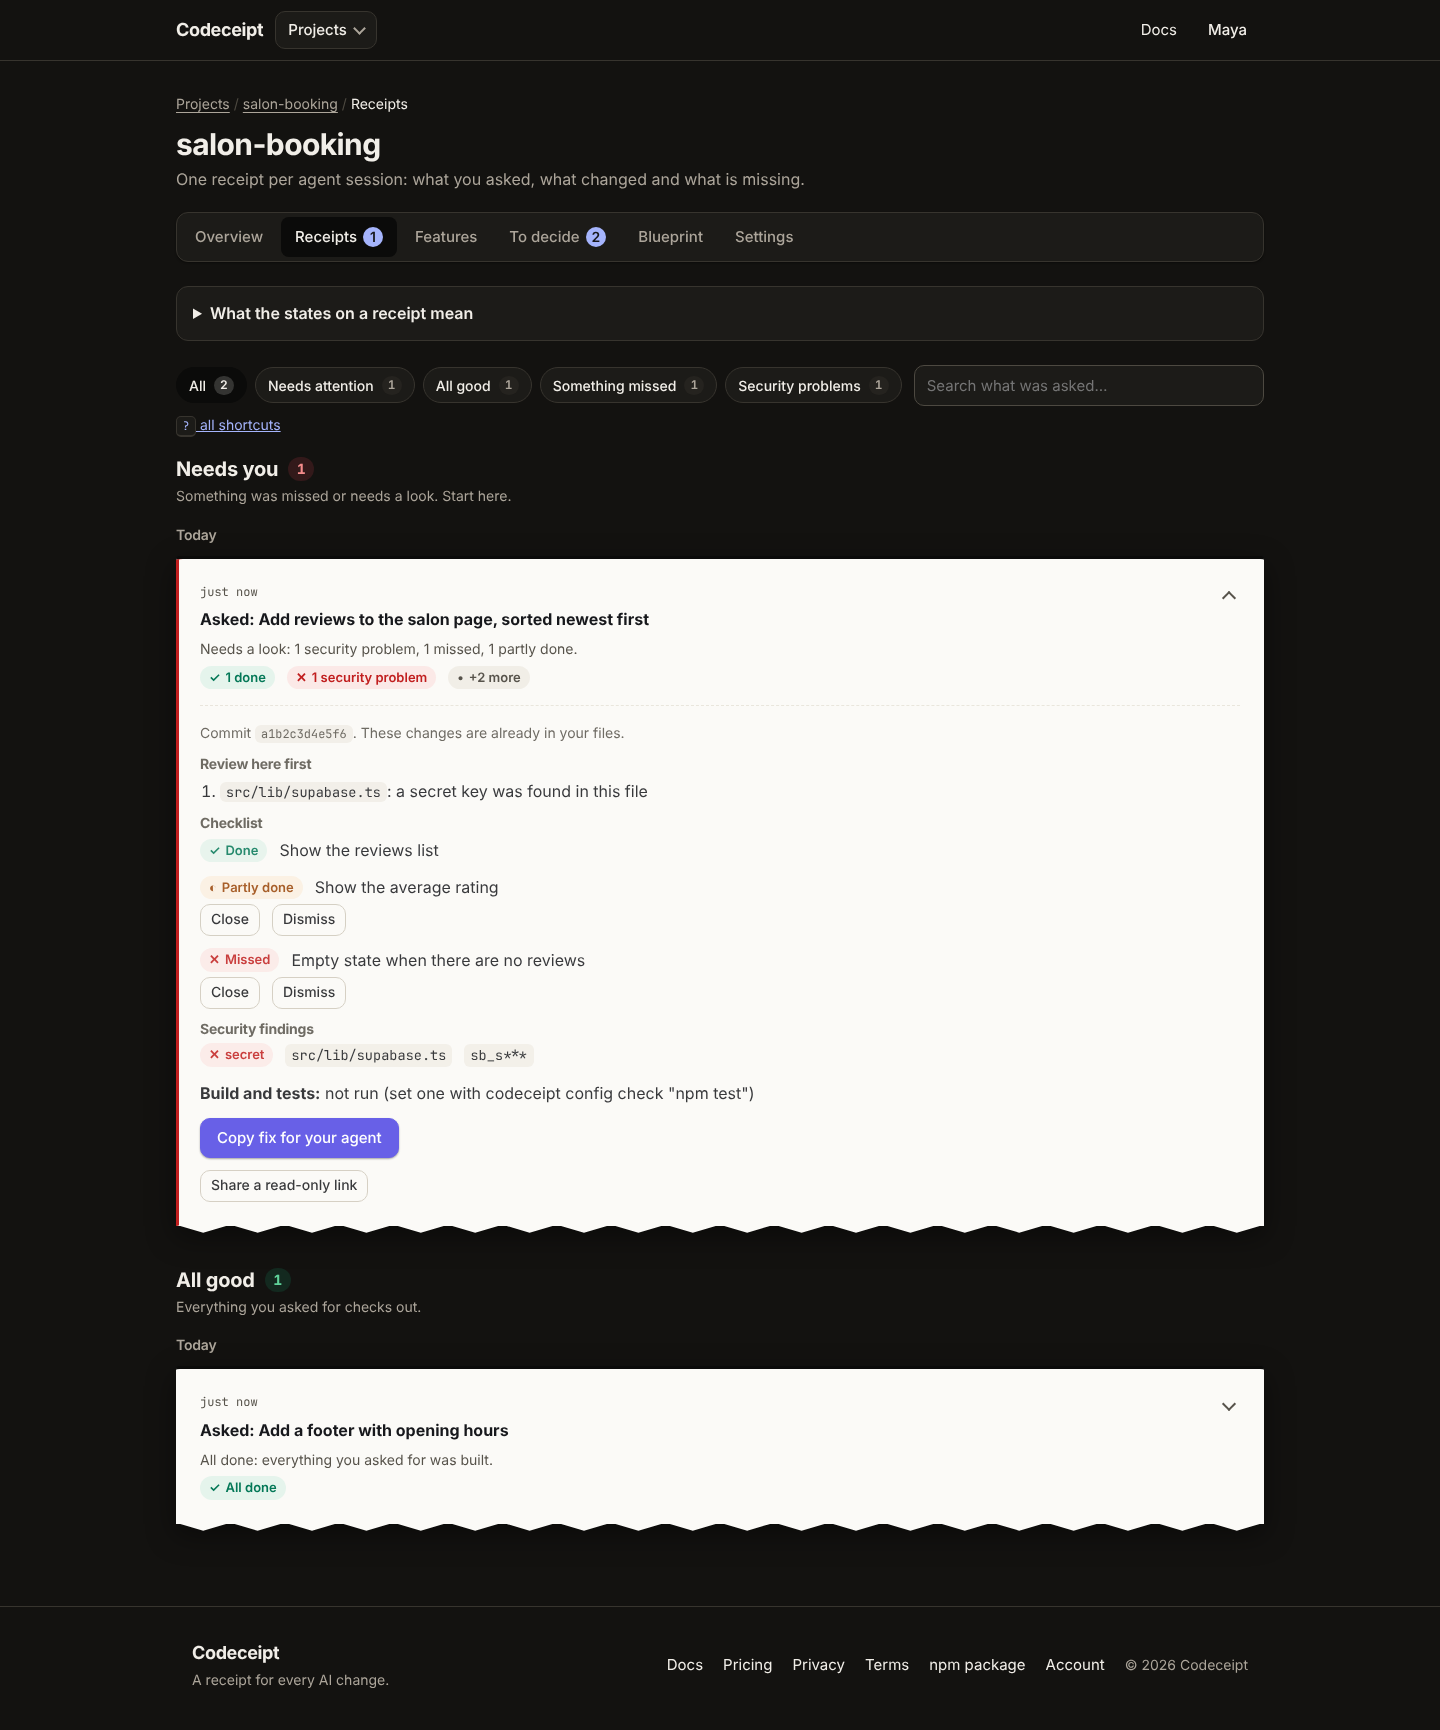 Codeceipt Projects Docs Maya
Projects / salon-booking / Receipts
salon-booking
One receipt per agent session: what you asked, what changed and what is missing.
Overview Receipts 1 Features To decide 2 Blueprint Settings
What the states on a receipt mean
All 2 Needs attention 1 All good 1 Something missed 1 Security problems 1 Search what was asked...
? all shortcuts
Needs you 1
Something was missed or needs a look. Start here.
Today
just now
Asked: Add reviews to the salon page, sorted newest first
Needs a look: 1 security problem, 1 missed, 1 partly done.
✓ 1 done ✕ 1 security problem • +2 more
Commit a1b2c3d4e5f6. These changes are already in your files.
Review here first
1. src/lib/supabase.ts: a secret key was found in this file
Checklist
✓ Done Show the reviews list
Partly done Show the average rating
Close Dismiss
✕ Missed Empty state when there are no reviews
Close Dismiss
Security findings
✕ secret src/lib/supabase.ts sb_s***
Build and tests: not run (set one with codeceipt config check "npm test")
Copy fix for your agent
Share a read-only link
All good 1
Everything you asked for checks out.
Today
just now
Asked: Add a footer with opening hours
All done: everything you asked for was built.
✓ All done
Codeceipt
A receipt for every AI change.
Docs Pricing Privacy Terms npm package Account © 2026 Codeceipt